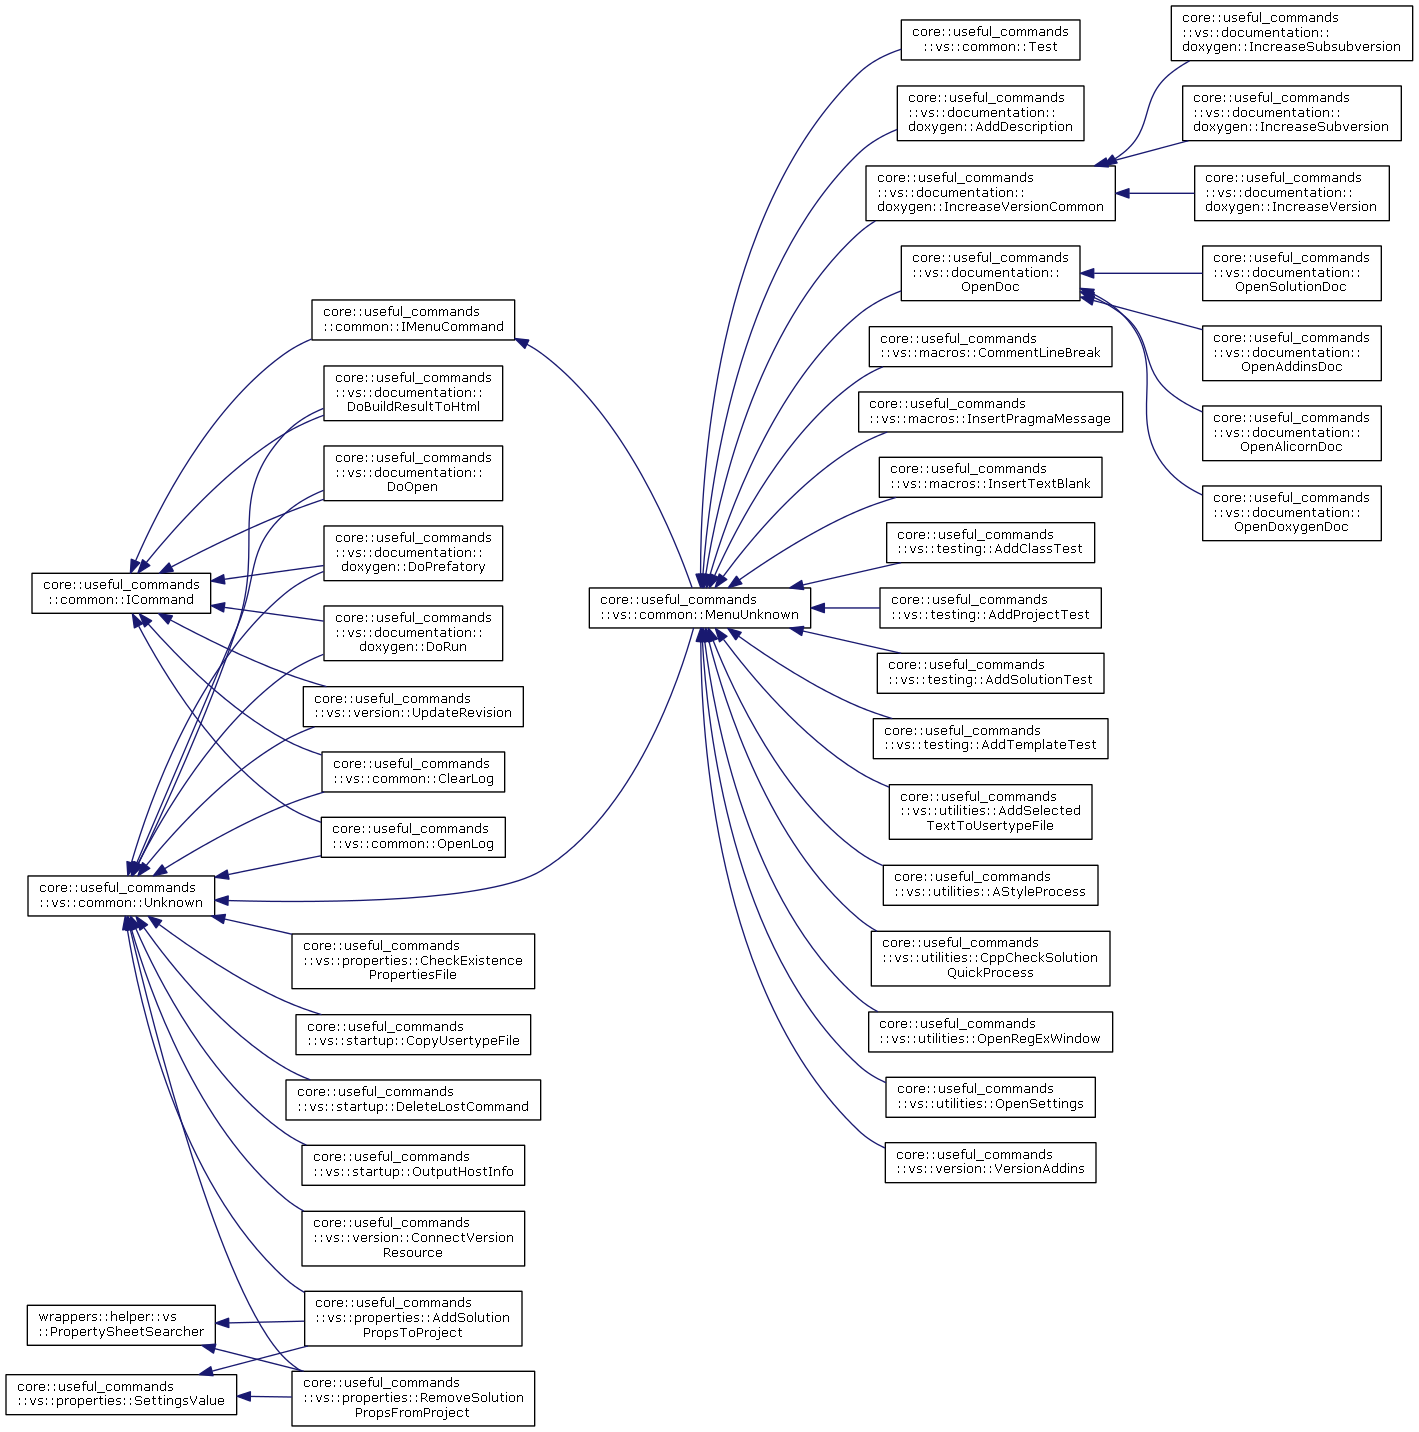 core::useful_commands
::vs::common::Test
core::useful_commands
::vs::documentation::
doxygen::AddDescription
core::useful_commands
::vs::documentation::
doxygen::IncreaseVersionCommon
core::useful_commands
::vs::documentation::
doxygen::IncreaseSubsubversion
core::useful_commands
::vs::documentation::
doxygen::IncreaseSubversion
core::useful_commands
::vs::documentation::
doxygen::IncreaseVersion
core::useful_commands
::vs::documentation::
OpenDoc
core::useful_commands
::vs::documentation::
OpenSolutionDoc
core::useful_commands
::vs::documentation::
OpenAddinsDoc
core::useful_commands
::vs::documentation::
OpenAlicornDoc
core::useful_commands
::vs::documentation::
OpenDoxygenDoc
core::useful_commands
::common::IMenuCommand
core::useful_commands
::vs::documentation::
DoBuildResultToHtml
core::useful_commands
::vs::documentation::
DoOpen
core::useful_commands
::vs::documentation::
doxygen::DoPrefatory
core::useful_commands
::common::ICommand
core::useful_commands
::vs::documentation::
doxygen::DoRun
core::useful_commands
::vs::version::UpdateRevision
core::useful_commands
::vs::common::ClearLog
core::useful_commands
::vs::common::OpenLog
core::useful_commands
::vs::common::Unknown
core::useful_commands
::vs::properties::CheckExistence
PropertiesFile
core::useful_commands
::vs::startup::CopyUsertypeFile
core::useful_commands
::vs::startup::DeleteLostCommand
core::useful_commands
::vs::startup::OutputHostInfo
core::useful_commands
::vs::version::ConnectVersion
Resource
core::useful_commands
::vs::properties::AddSolution
PropsToProject
wrappers::helper::vs
::PropertySheetSearcher
core::useful_commands
::vs::properties::SettingsValue
core::useful_commands
::vs::properties::RemoveSolution
PropsFromProject
core::useful_commands
::vs::common::MenuUnknown
core::useful_commands
::vs::macros::CommentLineBreak
core::useful_commands
::vs::macros::InsertPragmaMessage
core::useful_commands
::vs::macros::InsertTextBlank
core::useful_commands
::vs::testing::AddClassTest
core::useful_commands
::vs::testing::AddProjectTest
core::useful_commands
::vs::testing::AddSolutionTest
core::useful_commands
::vs::testing::AddTemplateTest
core::useful_commands
::vs::utilities::AddSelected
TextToUsertypeFile
core::useful_commands
::vs::utilities::AStyleProcess
core::useful_commands
::vs::utilities::CppCheckSolution
QuickProcess
core::useful_commands
::vs::utilities::OpenRegExWindow
core::useful_commands
::vs::utilities::OpenSettings
core::useful_commands
::vs::version::VersionAddins